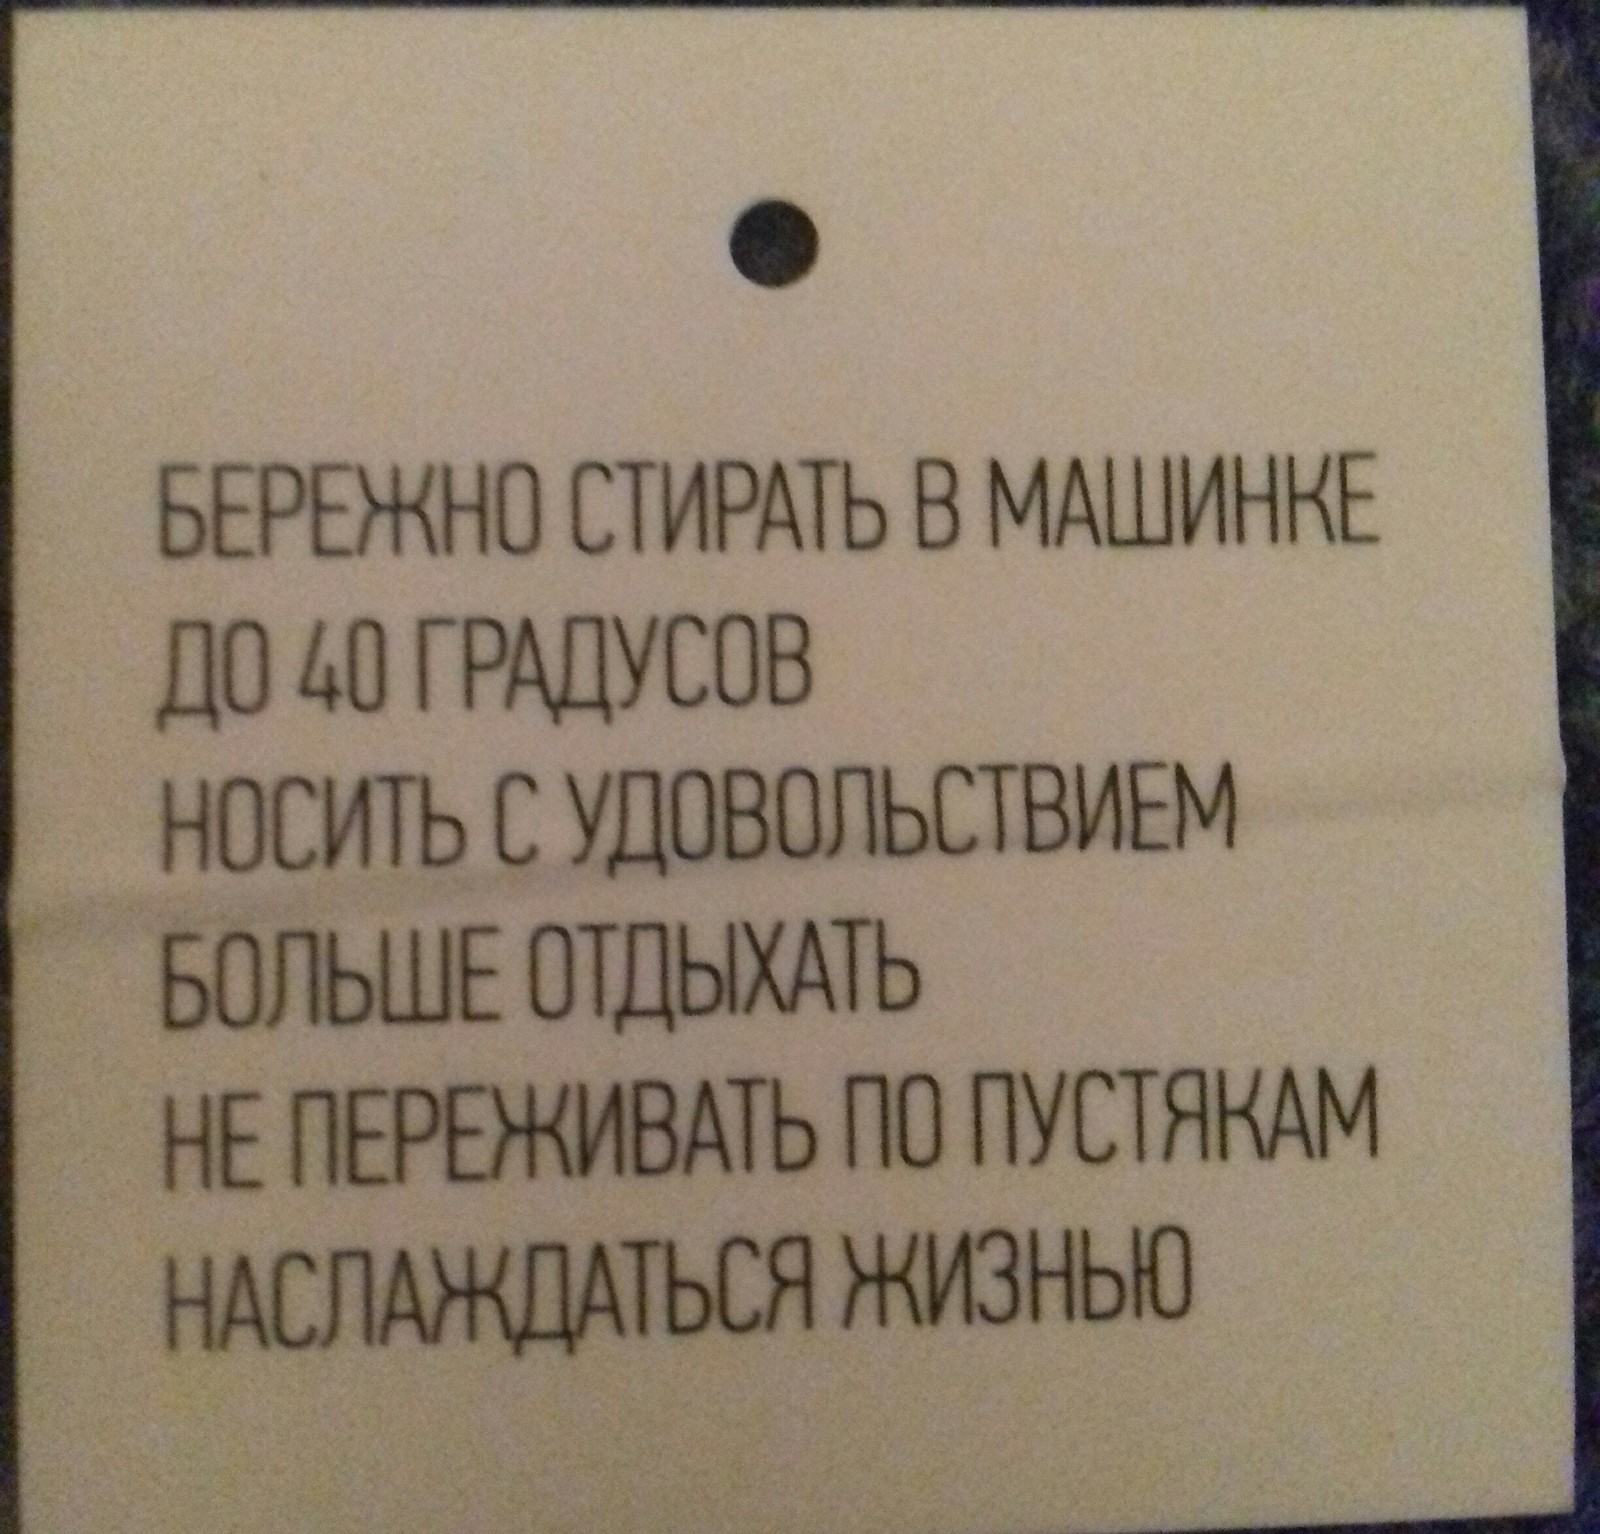 БЕРЕЖНО СТИРАТЬ В МАШИНКЕ
ДО 40 ГРАДУСОВ
НОСИТЬ С УДОВОЛЬСТВИЕМ
БОЛЬШЕ ОТДЫХАТЬ
НЕ ПЕРЕЖИВАТЬ ПО ПУСТЯКАМ
НАСЛАЖДАТЬСЯ ЖИЗНЬЮ